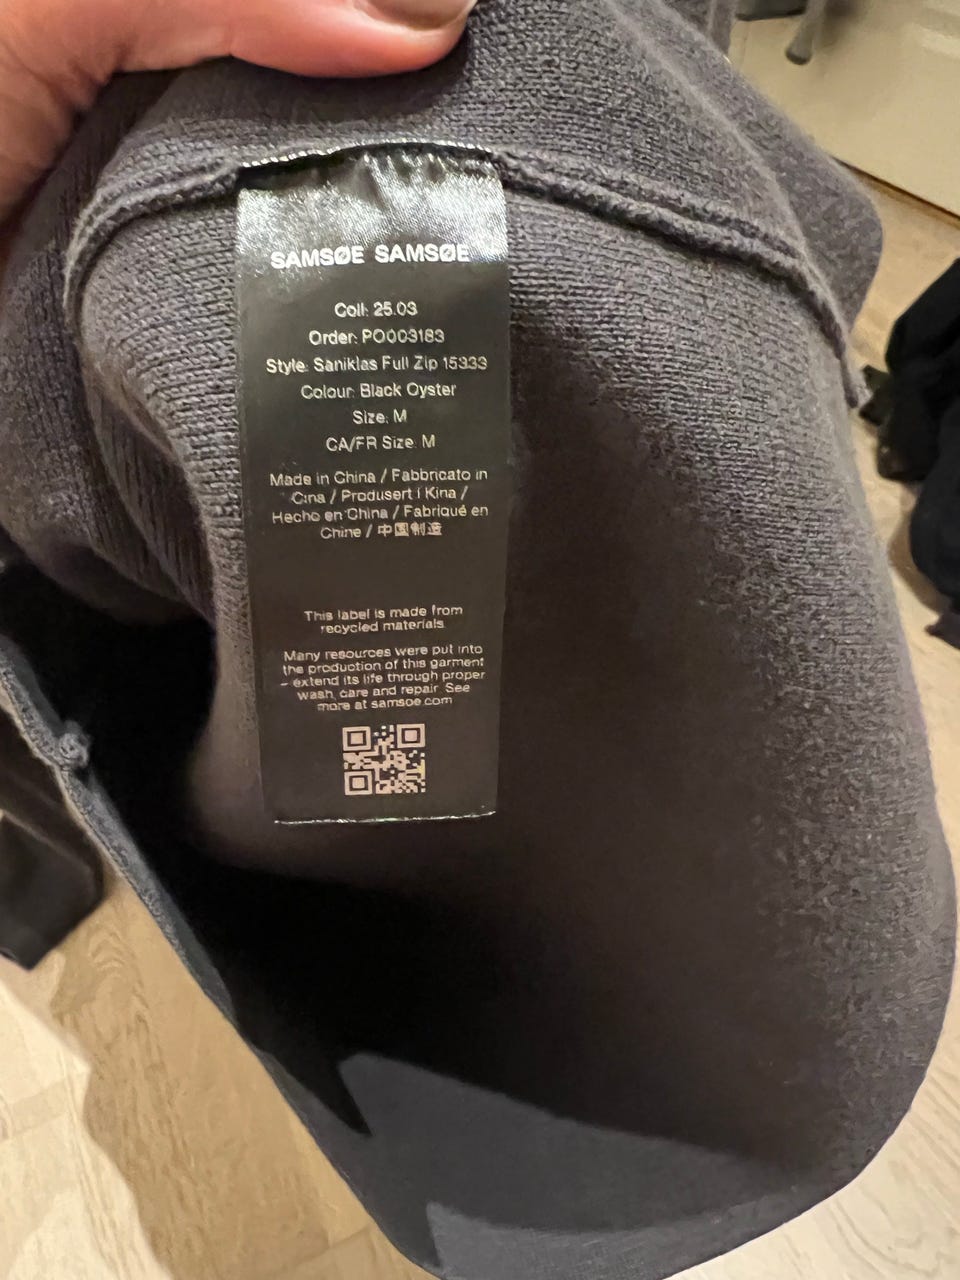 SAMSØE SAMSØE
Coll: 25.03
Order: PO003183
Style: Saniklas Full Zip 15333
Colour: Black Oyster
Size: M
CA/FR Size: M
Made in China / Fabbricato in
Cina / Produsert i Kina /
Hecho en China / Fabriqué en
Chine / 中国制造
This label is made from
recycled materials.
Many resources were put into
the production of this garment
– extend its life through proper
wash, care and repair. See
more at samsoe.com